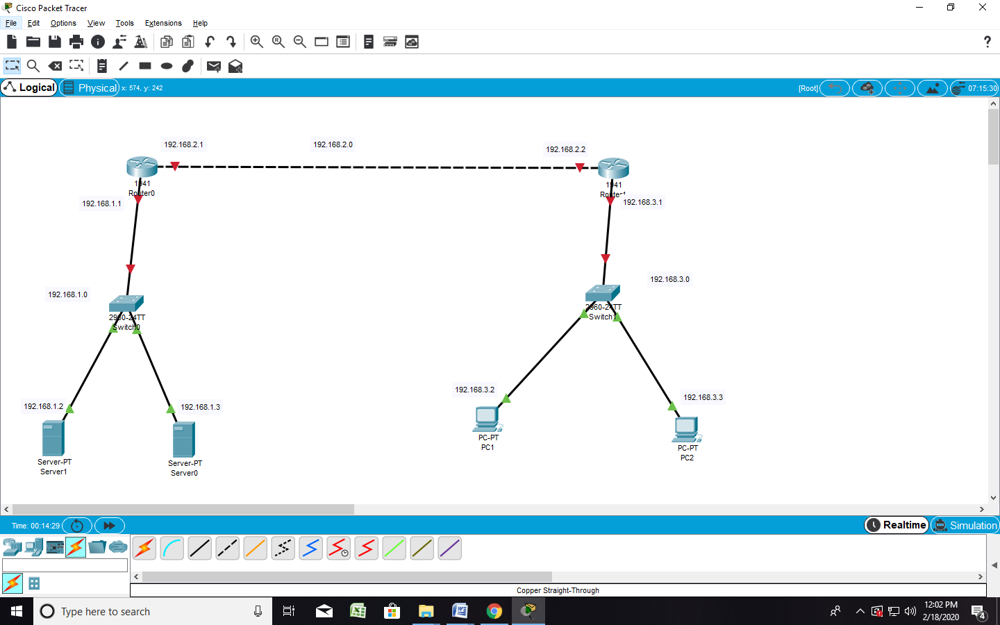 Cisco Packet Tracer
File Edit Options View Tools Extensions Help
?
Logical Physical x: 574, y: 242 [Root] 07:15:30
192.168.2.1 192.168.2.0 192.168.2.2
1941
Router0
1941
Router1
192.168.1.1
192.168.3.1
192.168.1.0
192.168.3.0
2960-24TT
Switch0
2960-24TT
Switch1
192.168.1.2
192.168.1.3
192.168.3.2
192.168.3.3
Server-PT
Server1
Server-PT
Server0
PC-PT
PC1
PC-PT
PC2
Time: 00:14:29 Realtime Simulation
Copper Straight-Through
Type here to search
12:02 PM
2/18/2020
4